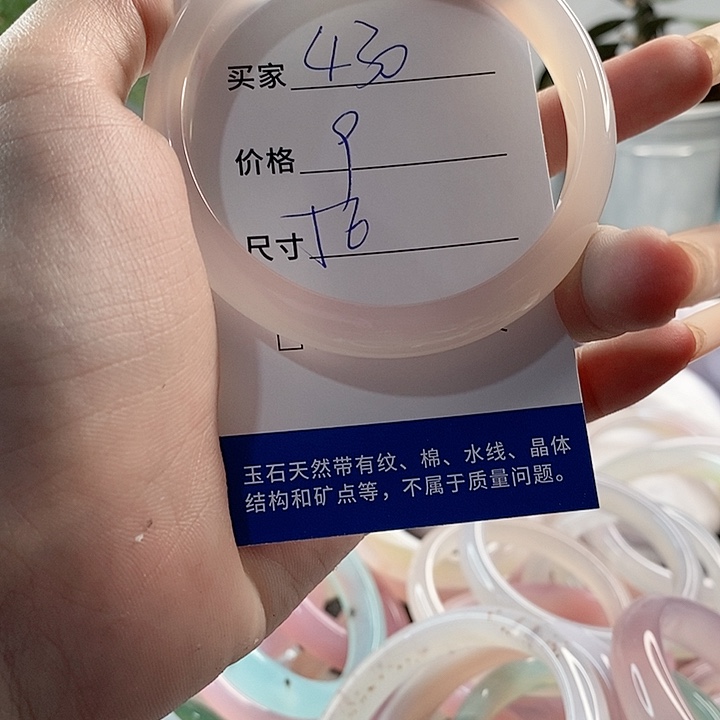 买家 430
价格 9
尺寸 56
玉石天然带有纹、棉、水线、晶体
结构和矿点等，不属于质量问题。